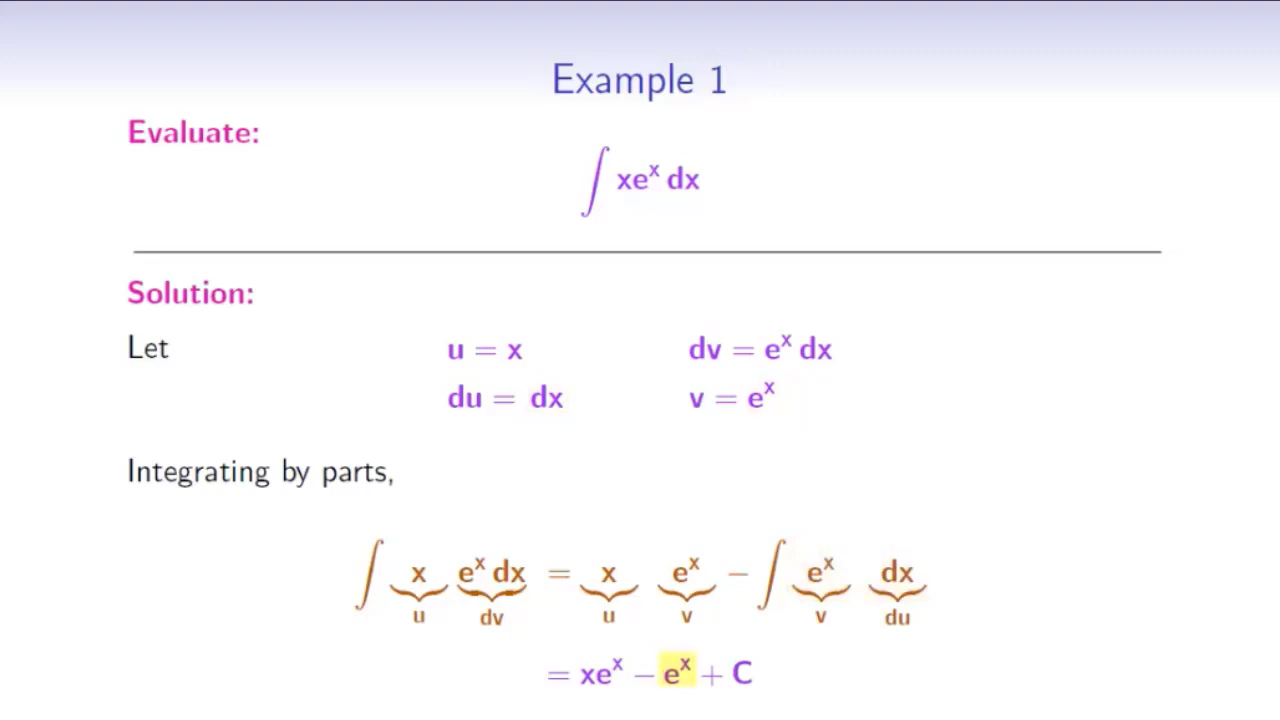 Example 1
Evaluate:
∫ xeˣ dx
Solution:
Let u = x dv = eˣ dx
du = dx v = eˣ
Integrating by parts,
∫ x eˣ dx = x eˣ − ∫ eˣ dx
u dv u v v du
= xeˣ − eˣ + C